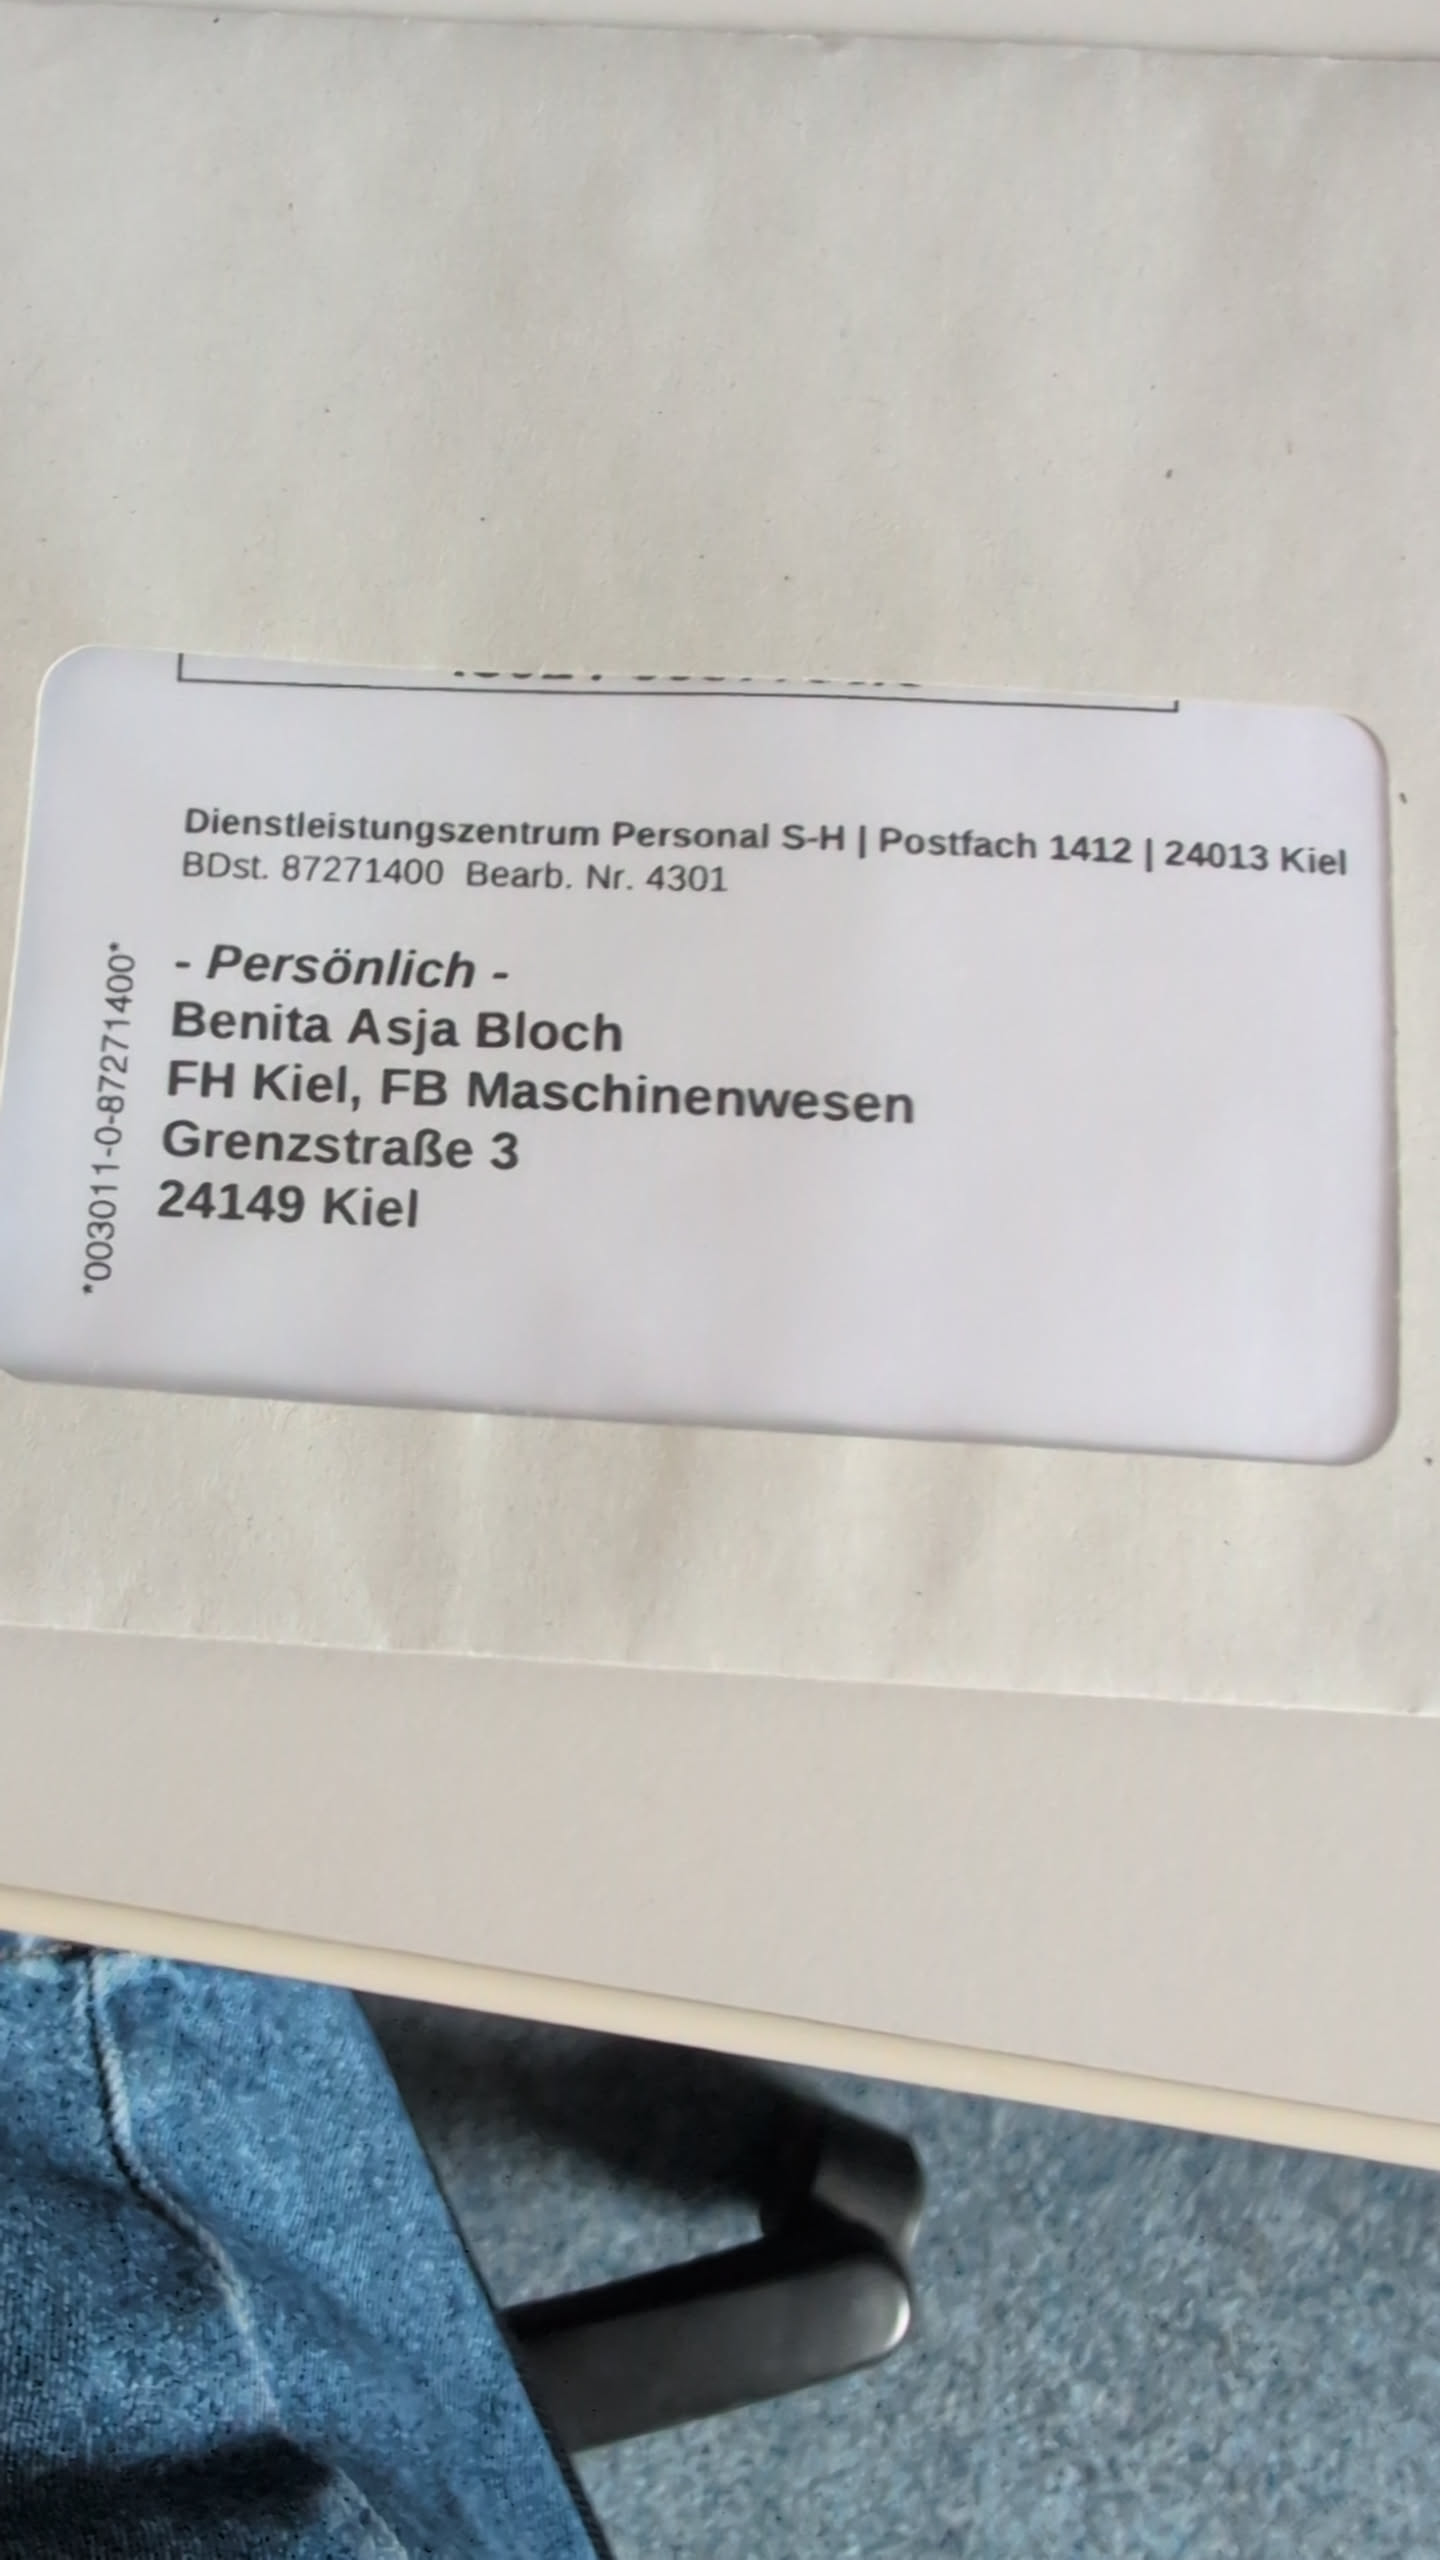 Dienstleistungszentrum Personal S-H | Postfach 1412 | 24013 Kiel
BDst. 87271400 Bearb. Nr. 4301
- Persönlich -
Benita Asja Bloch
FH Kiel, FB Maschinenwesen
Grenzstraße 3
24149 Kiel
*003011-0-87271400*